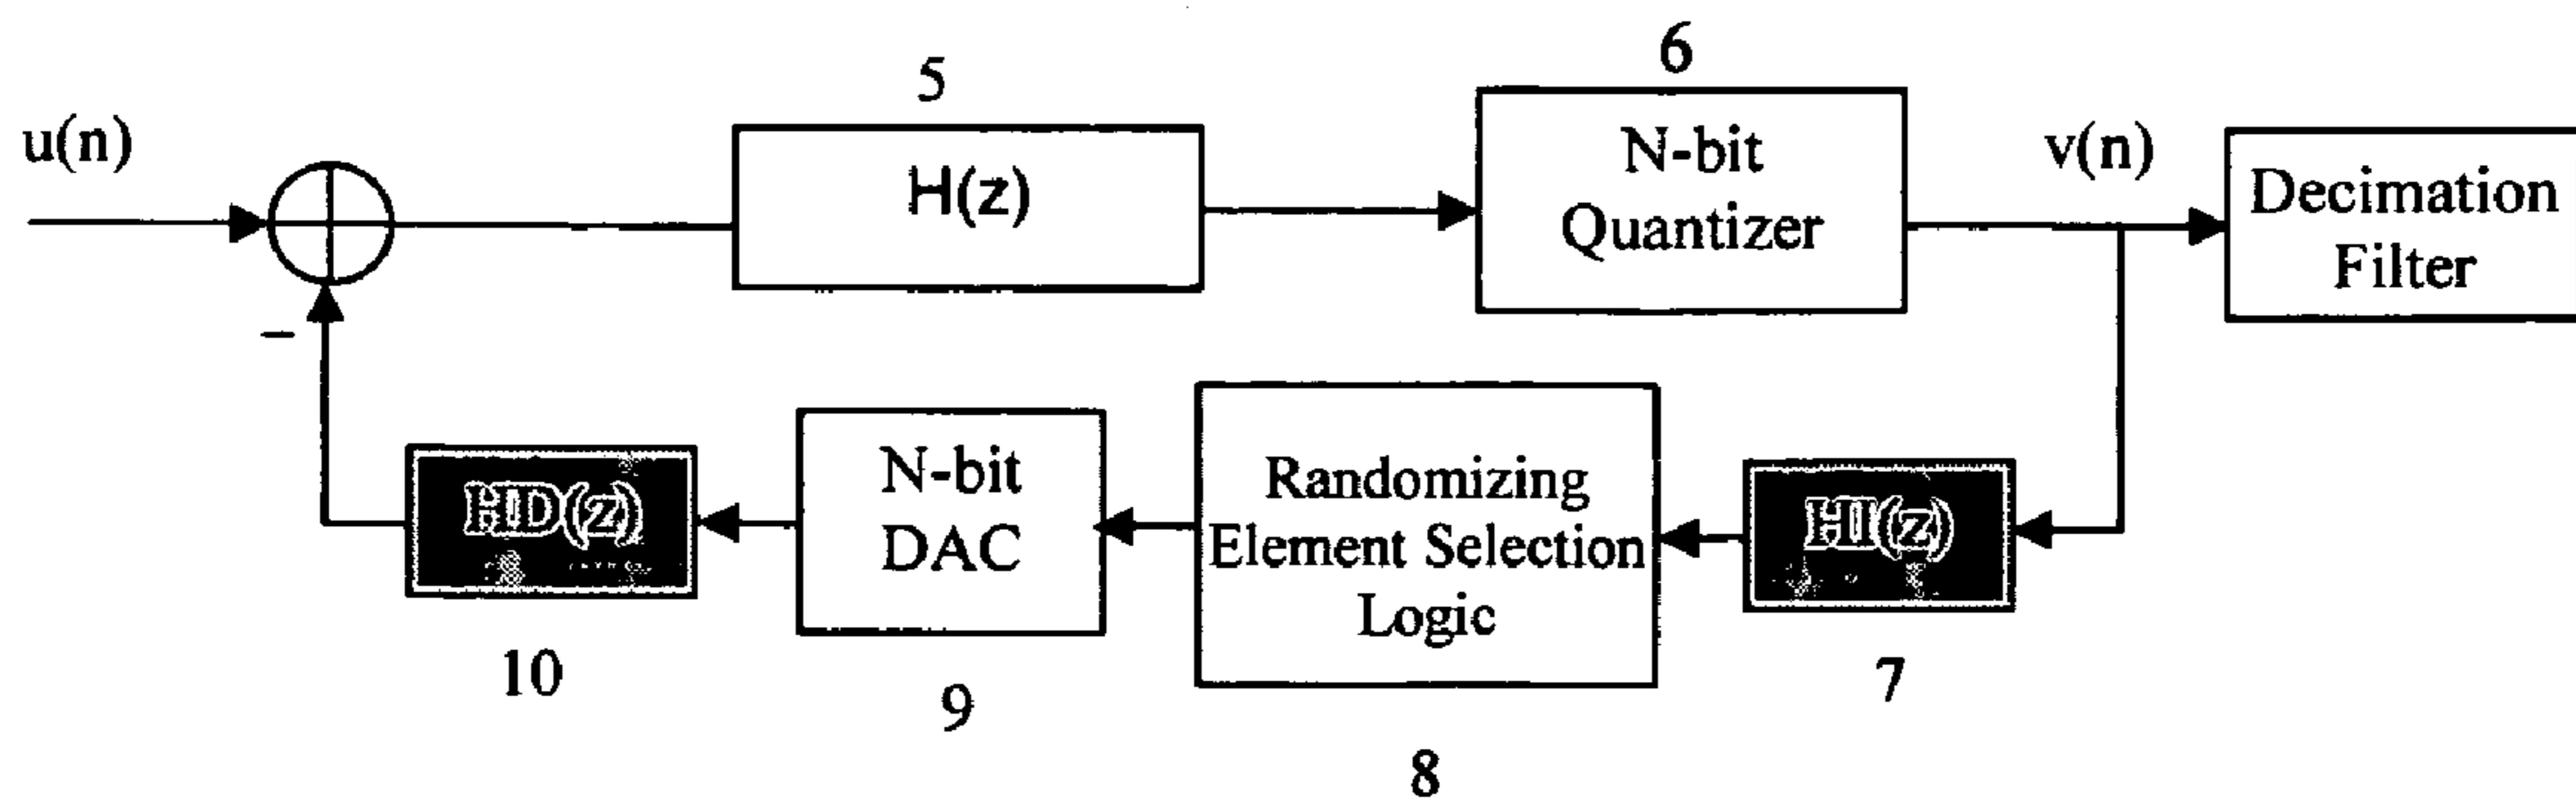 u(n)
5
H(z)
6
N-bit
Quantizer
v(n)
Decimation
Filter
–
HD(z)
10
N-bit
DAC
9
Randomizing
Element Selection
Logic
8
HI(z)
7